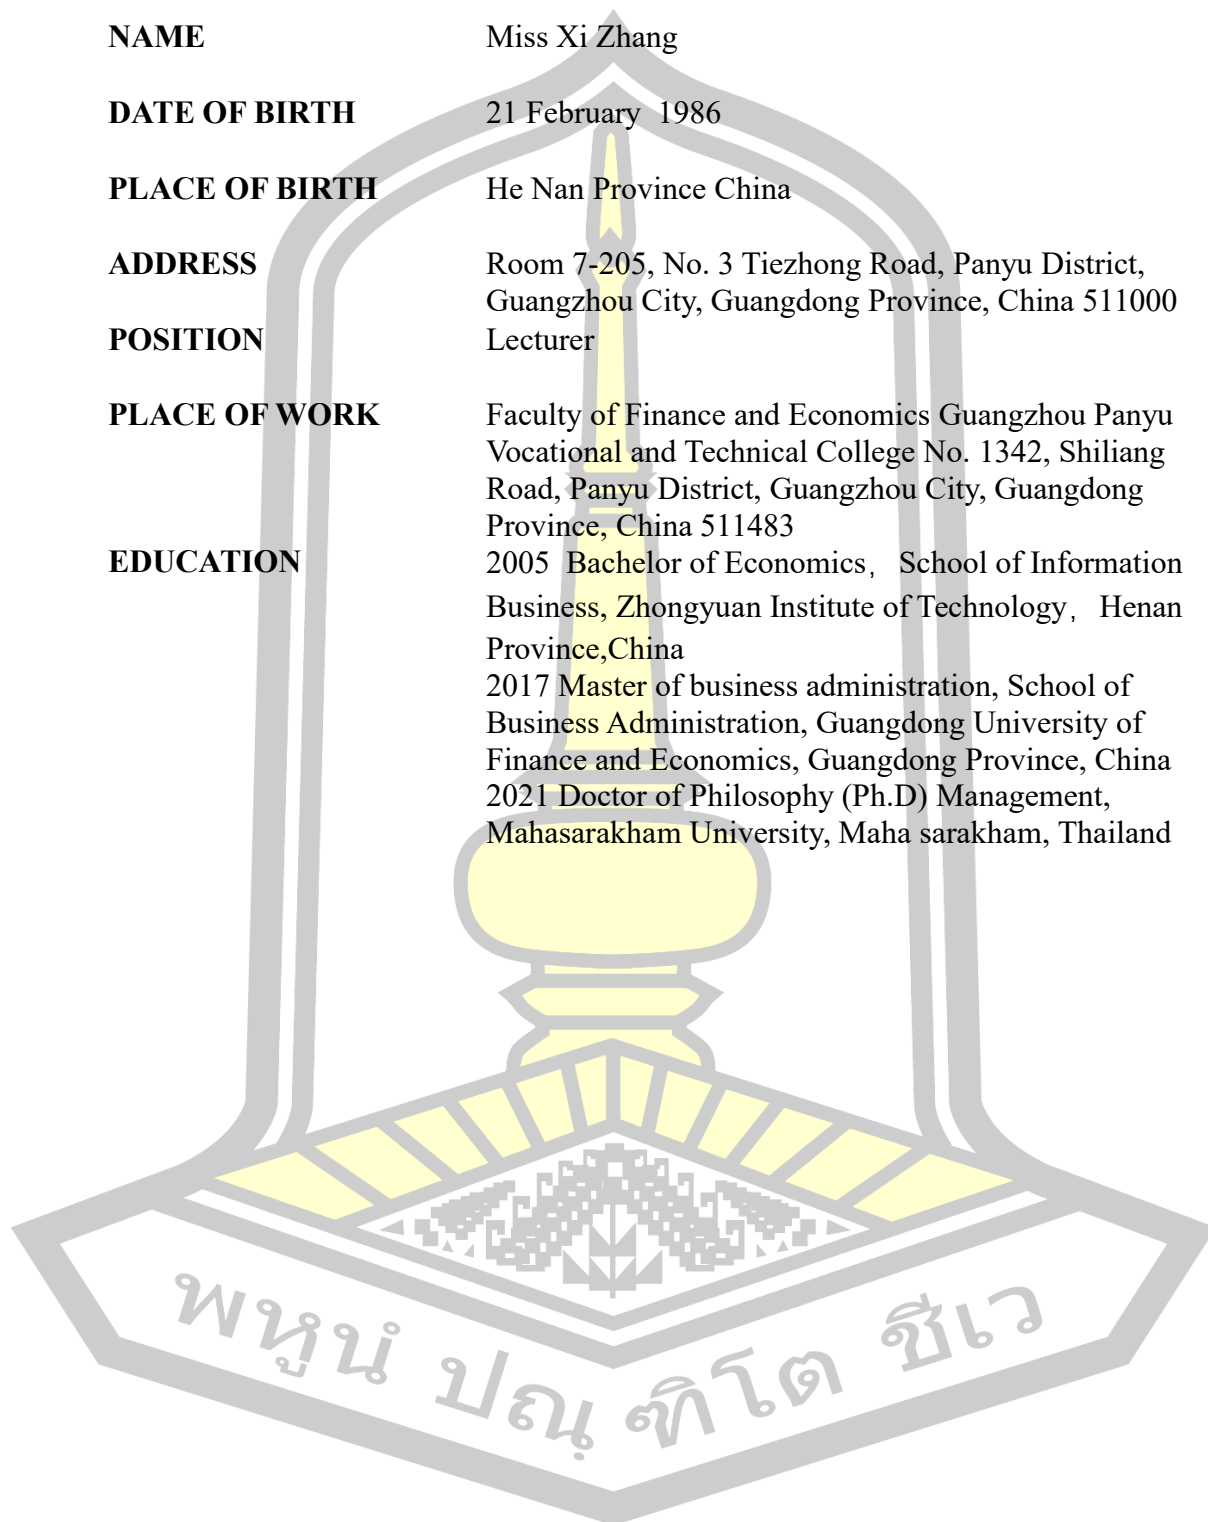 NAME Miss Xi Zhang
DATE OF BIRTH 21 February  1986
PLACE OF BIRTH He Nan Province China
ADDRESS Room 7-205, No. 3 Tiezhong Road, Panyu District,
Guangzhou City, Guangdong Province, China 511000
POSITION Lecturer
PLACE OF WORK Faculty of Finance and Economics Guangzhou Panyu
Vocational and Technical College No. 1342, Shiliang
Road, Panyu District, Guangzhou City, Guangdong
Province, China 511483
EDUCATION 2005  Bachelor of Economics， School of Information
Business, Zhongyuan Institute of Technology， Henan
Province,China
2017 Master of business administration, School of
Business Administration, Guangdong University of
Finance and Economics, Guangdong Province, China
2021 Doctor of Philosophy (Ph.D) Management,
Mahasarakham University, Maha sarakham, Thailand
พหูนํ ปณฺฑิโต ชีเว